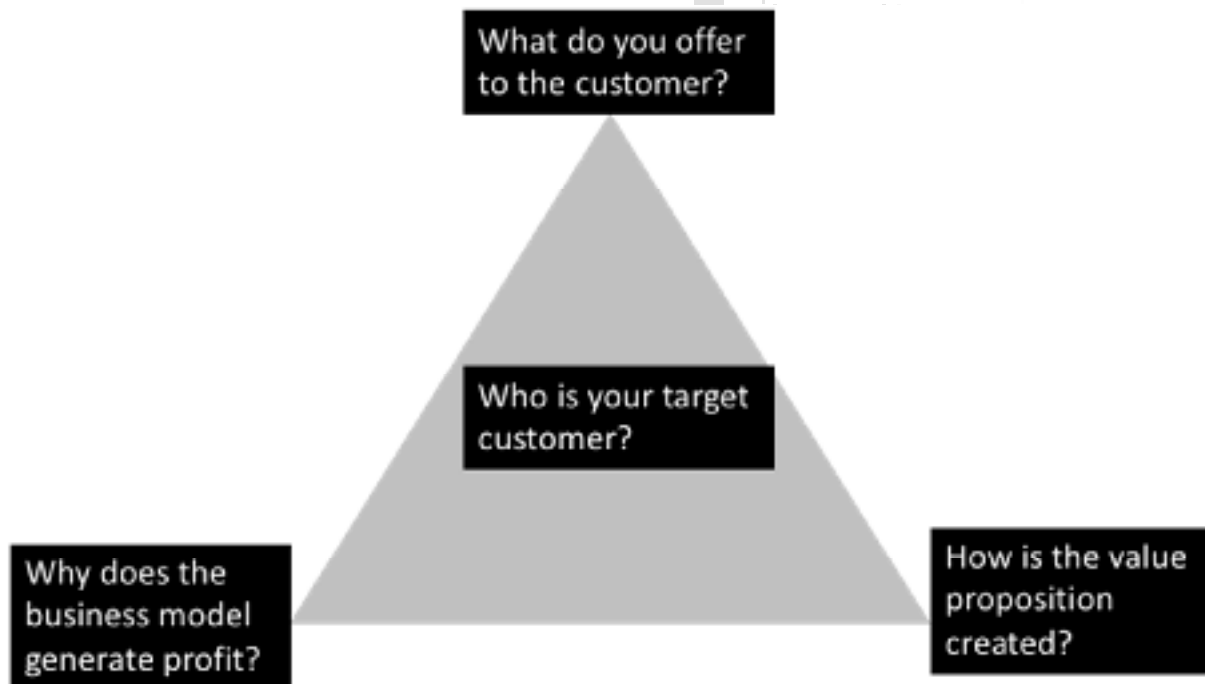 What do you offer
to the customer?
Who is your target
customer?
Why does the
business model
generate profit?
How is the value
proposition
created?